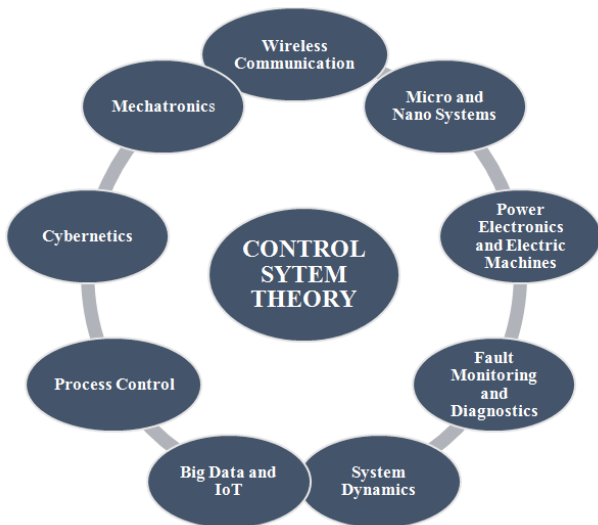 Wireless
Communication
Micro and
Nano Systems
Power
Electronics
and Electric
Machines
Fault
Monitoring
and
Diagnostics
System
Dynamics
Big Data and
IoT
Process Control
Cybernetics
Mechatronics
CONTROL
SYTEM
THEORY